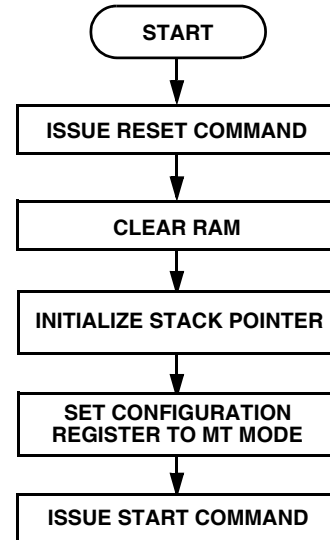 START
ISSUE RESET COMMAND
CLEAR RAM
INITIALIZE STACK POINTER
SET CONFIGURATION
REGISTER TO MT MODE
ISSUE START COMMAND